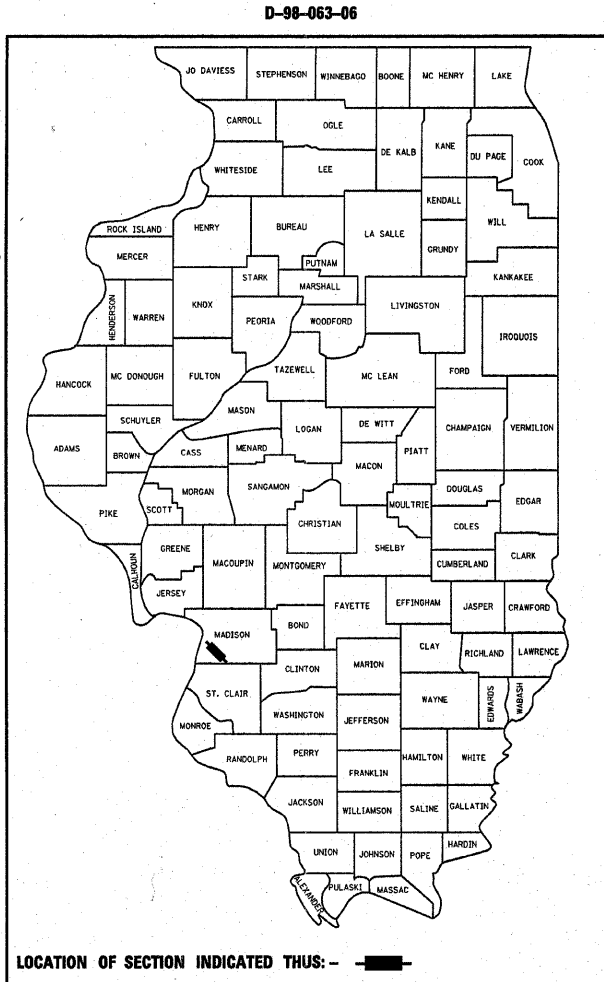 D-98-063-06
JO DAVIESS STEPHENSON WINNEBAGO BOONE MC HENRY LAKE
CARROLL OGLE
DE KALB KANE DU PAGE COOK
WHITESIDE LEE
KENDALL
ROCK ISLAND HENRY BUREAU LA SALLE GRUNDY WILL
MERCER PUTNAM
STARK MARSHALL KANKAKEE
HENDERSON WARREN KNOX PEORIA WOODFORD LIVINGSTON IROQUOIS
HANCOCK MC DONOUGH FULTON TAZEWELL MC LEAN FORD
SCHUYLER MASON
ADAMS BROWN CASS MENARD LOGAN DE WITT PIATT CHAMPAIGN VERMILION
MACON
PIKE SCOTT MORGAN SANGAMON CHRISTIAN MOULTRIE DOUGLAS EDGAR
COLES
CALHOUN GREENE MACOUPIN MONTGOMERY SHELBY CUMBERLAND CLARK
JERSEY FAYETTE EFFINGHAM JASPER CRAWFORD
MADISON BOND
CLAY RICHLAND LAWRENCE
CLINTON MARION
ST. CLAIR WAYNE EDWARDS WABASH
MONROE WASHINGTON JEFFERSON
RANDOLPH PERRY HAMILTON WHITE
FRANKLIN
JACKSON WILLIAMSON SALINE GALLATIN
UNION JOHNSON POPE HARDIN
ALEXANDER PULASKI MASSAC
LOCATION OF SECTION INDICATED THUS: -